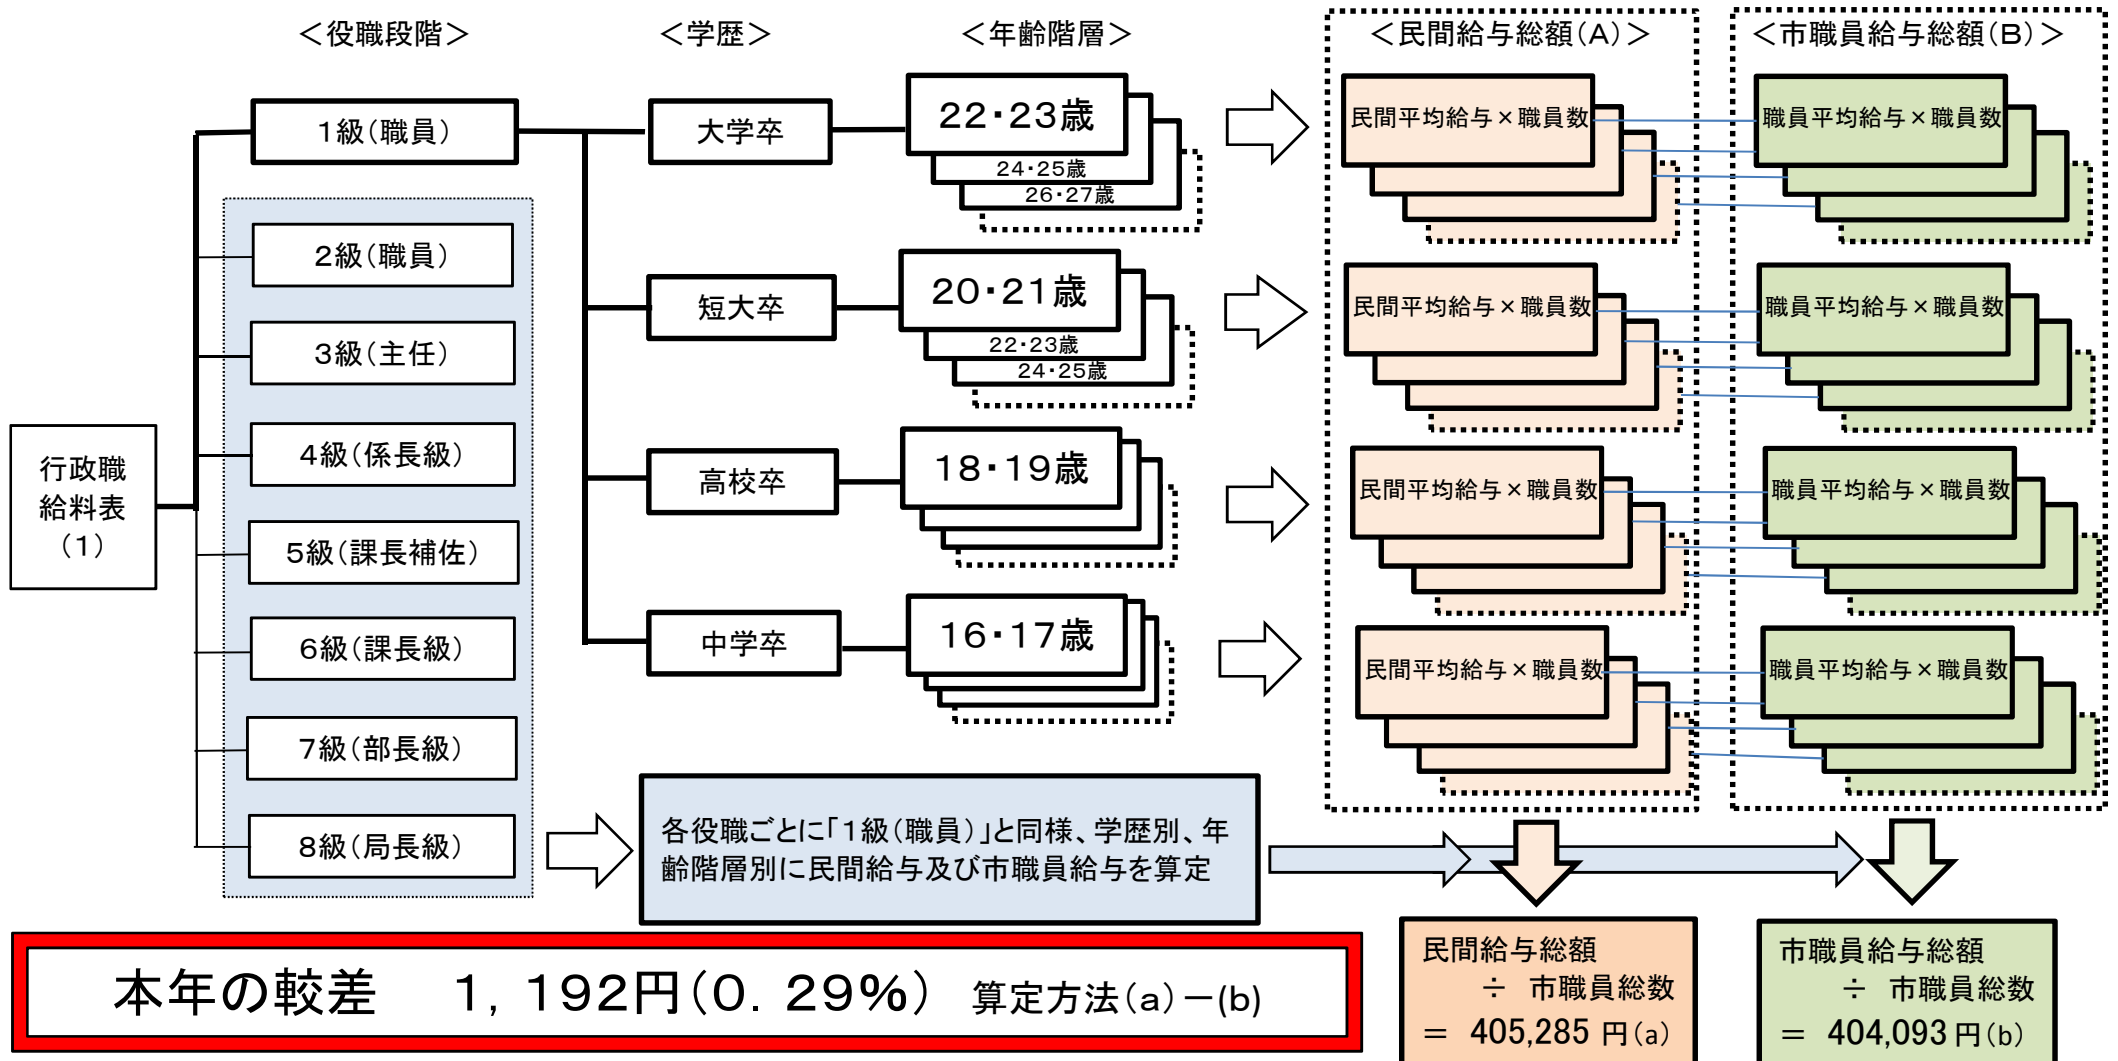 ＜役職段階＞
＜学歴＞
＜年齢階層＞
＜民間給与総額(A)＞
＜市職員給与総額(B)＞
行政職
給料表
(1)
1級(職員)
2級(職員)
3級(主任)
4級(係長級)
5級(課長補佐)
6級(課長級)
7級(部長級)
8級(局長級)
大学卒
22・23歳
24・25歳
26・27歳
民間平均給与×職員数
職員平均給与×職員数
短大卒
20・21歳
22・23歳
24・25歳
民間平均給与×職員数
職員平均給与×職員数
高校卒
18・19歳
民間平均給与×職員数
職員平均給与×職員数
中学卒
16・17歳
民間平均給与×職員数
職員平均給与×職員数
各役職ごとに「1級(職員)」と同様、学歴別、年
齢階層別に民間給与及び市職員給与を算定
民間給与総額
÷ 市職員総数
＝ 405,285 円(a)
市職員給与総額
÷ 市職員総数
＝ 404,093 円(b)
本年の較差 1, 192円(0. 29%) 算定方法(a)－(b)